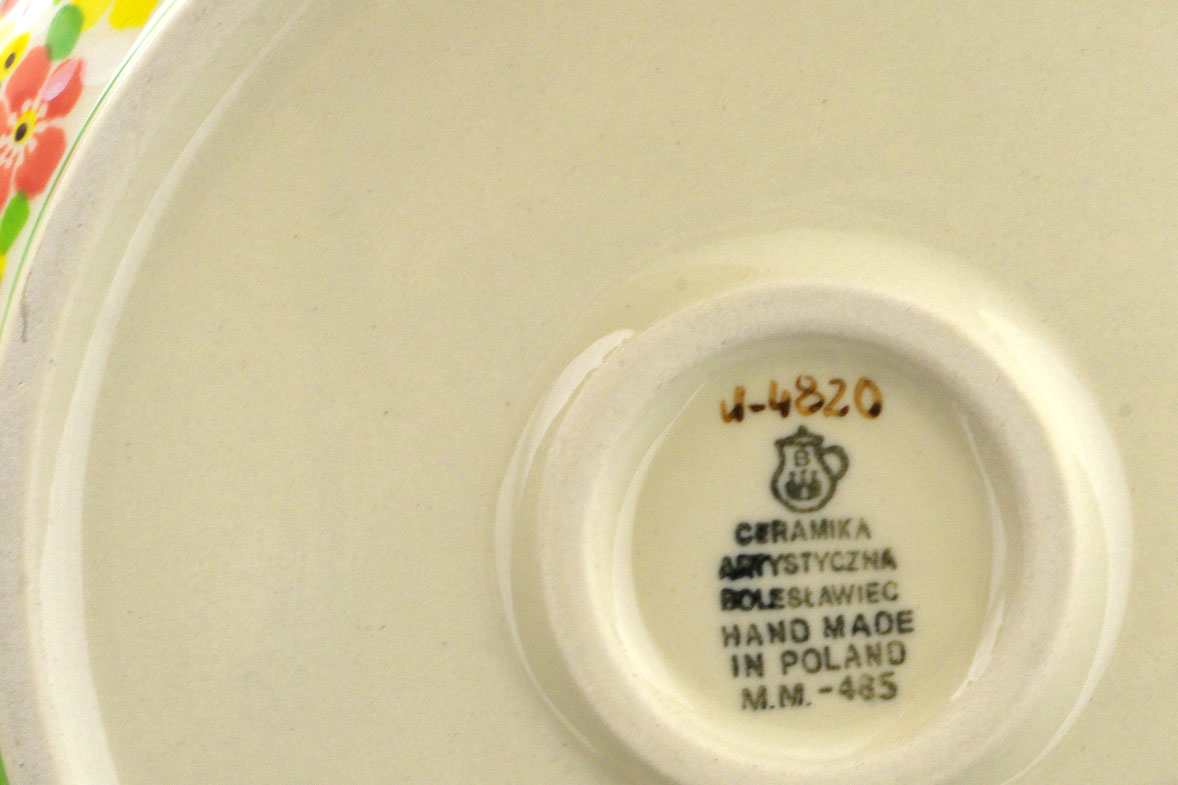 U-4820
B
CERAMIKA
ARTYSTYCZNA
BOLESŁAWIEC
HAND MADE
IN POLAND
M.M.-485